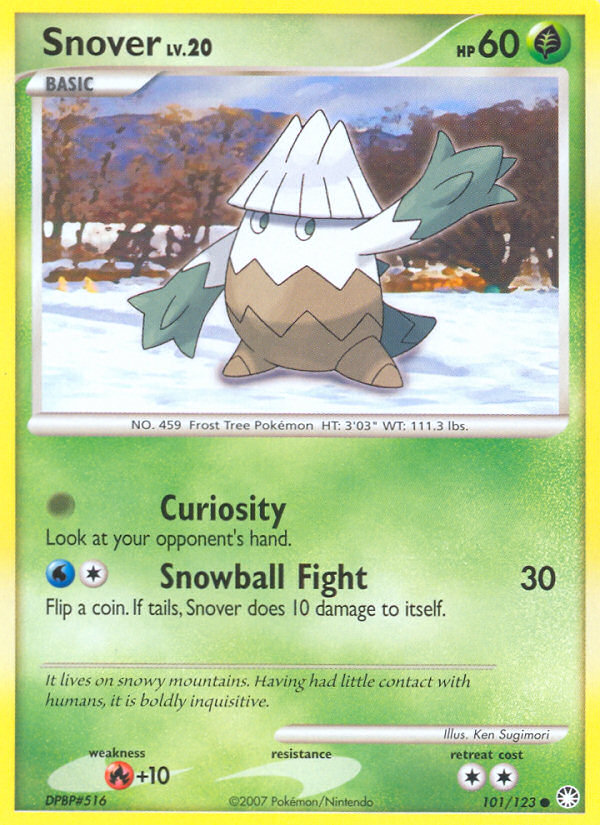 Snover LV.20
HP 60
BASIC
NO. 459 Frost Tree Pokémon HT: 3'03" WT: 111.3 lbs.
Curiosity
Look at your opponent's hand.
Snowball Fight 30
Flip a coin. If tails, Snover does 10 damage to itself.
It lives on snowy mountains. Having had little contact with
humans, it is boldly inquisitive.
Illus. Ken Sugimori
weakness resistance retreat cost
+10
DPBP#516 ©2007 Pokémon/Nintendo 101/123